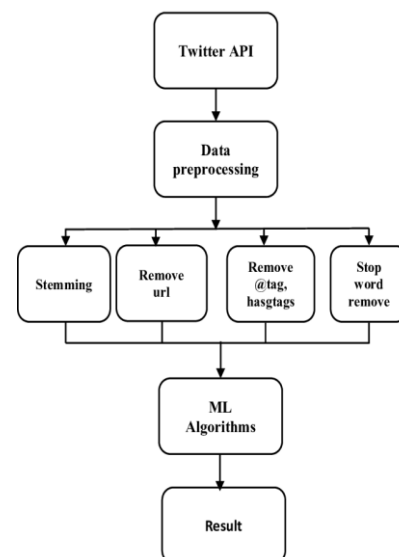 Twitter API
Data
preprocessing
Stemming
Remove
url
Remove
@tag,
hasgtags
Stop
word
remove
ML
Algorithms
Result